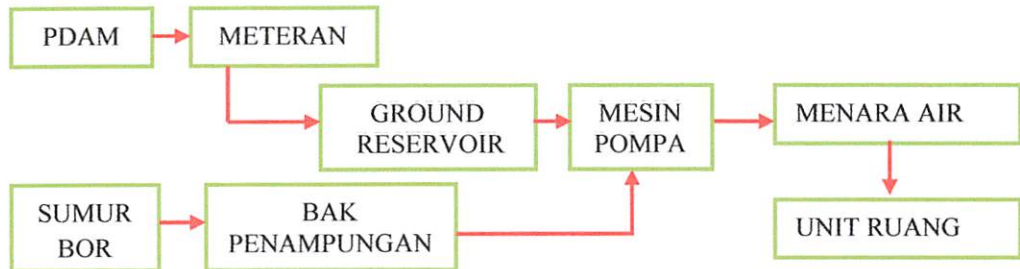 PDAM
METERAN
GROUND
RESERVOIR
MESIN
POMPA
MENARA AIR
SUMUR
BOR
BAK
PENAMPUNGAN
UNIT RUANG